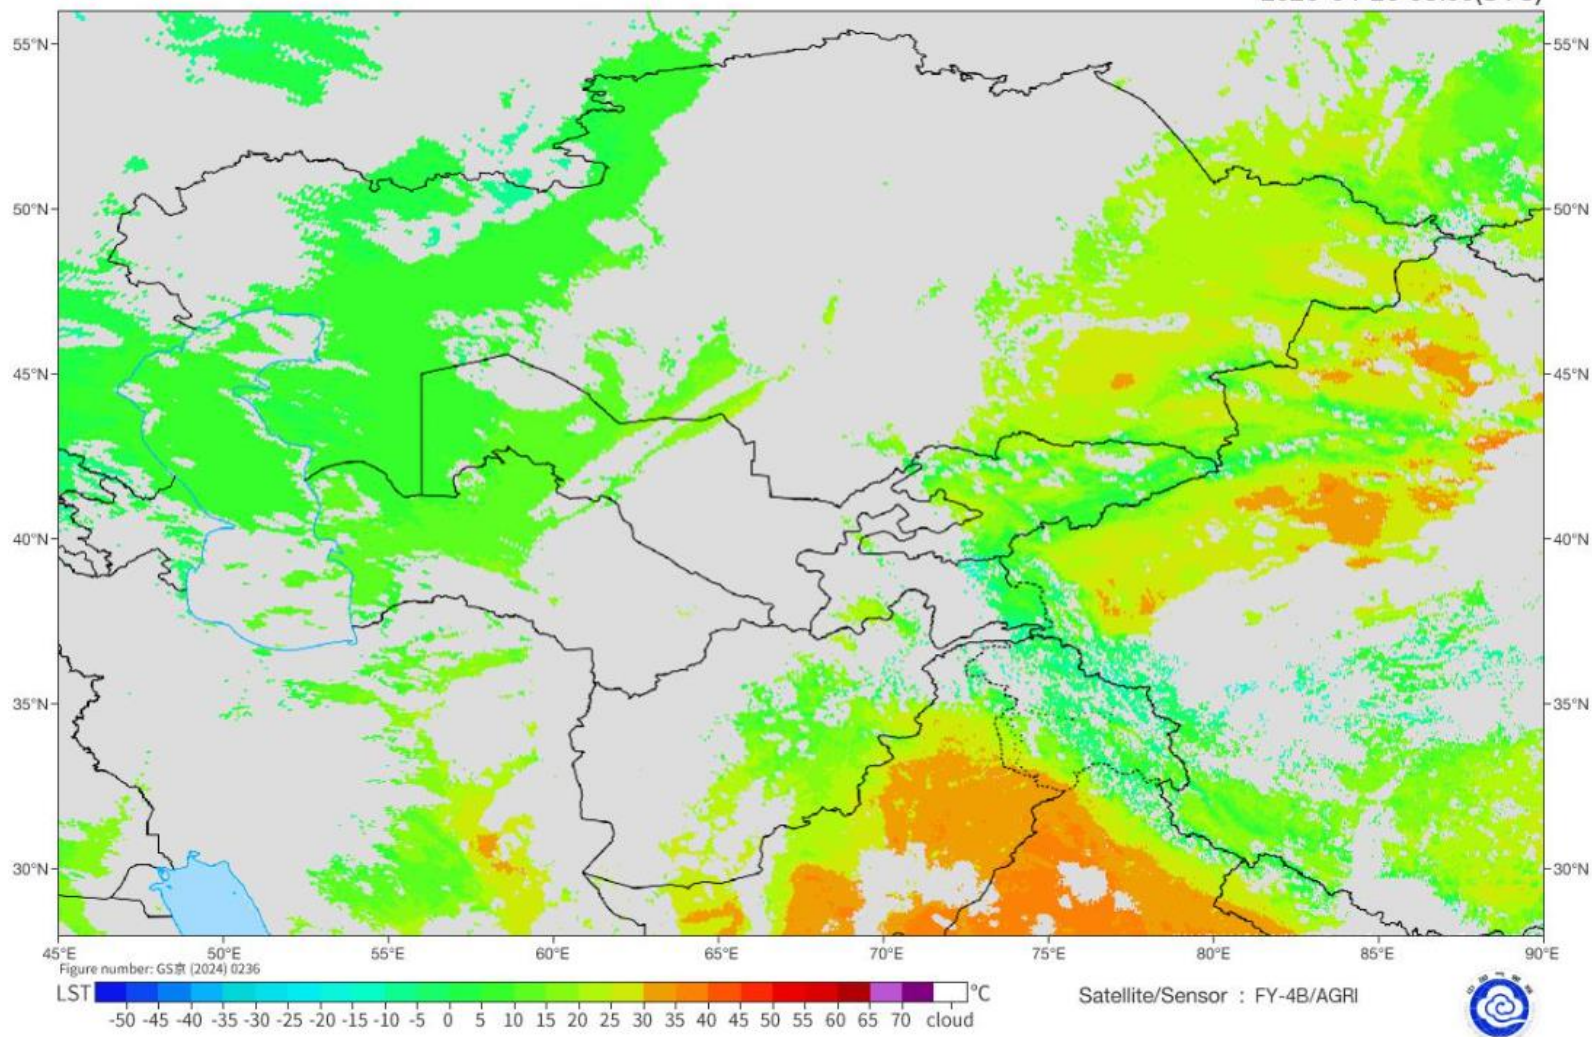 55°N 55°N
50°N 50°N
45°N 45°N
40°N 40°N
35°N 35°N
30°N 30°N
45°E 50°E 55°E 60°E 65°E 70°E 75°E 80°E 85°E 90°E
Figure number: GS京 (2024) 0236
LST °C
-50 -45 -40 -35 -30 -25 -20 -15 -10 -5 0 5 10 15 20 25 30 35 40 45 50 55 60 65 70 cloud
Satellite/Sensor : FY-4B/AGRI